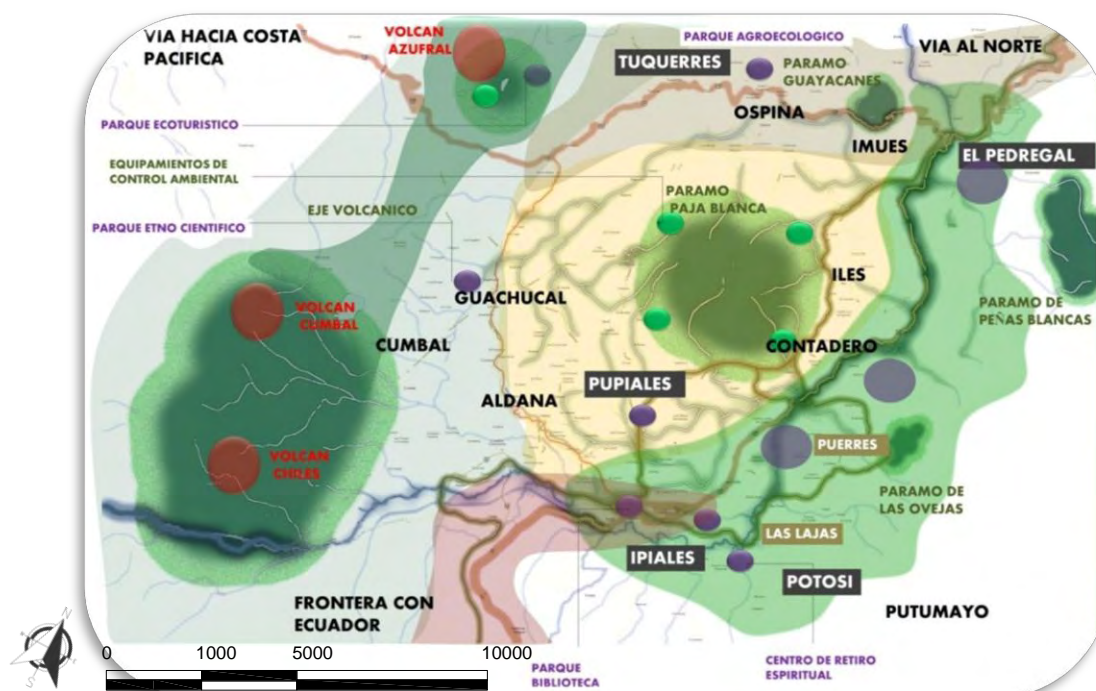 VIA HACIA COSTA
PACIFICA
VOLCAN
AZUFRAL
PARQUE AGROECOLOGICO
VIA AL NORTE
TUQUERRES
PARAMO
GUAYACANES
OSPINA
IMUES
PARQUE ECOTURISTICO
EL PEDREGAL
EQUIPAMIENTOS DE
CONTROL AMBIENTAL
PARAMO
PAJA BLANCA
EJE VOLCANICO
PARQUE ETNO CIENTIFICO
ILES
GUACHUCAL
VOLCAN
CUMBAL
PARAMO DE
PEÑAS BLANCAS
CUMBAL
CONTADERO
PUPIALES
ALDANA
PUERRES
VOLCAN
CHILES
PARAMO DE
LAS OVEJAS
LAS LAJAS
IPIALES
POTOSI
FRONTERA CON
ECUADOR
PUTUMAYO
N
0 1000 5000 10000
PARQUE
BIBLIOTECA
CENTRO DE RETIRO
ESPIRITUAL